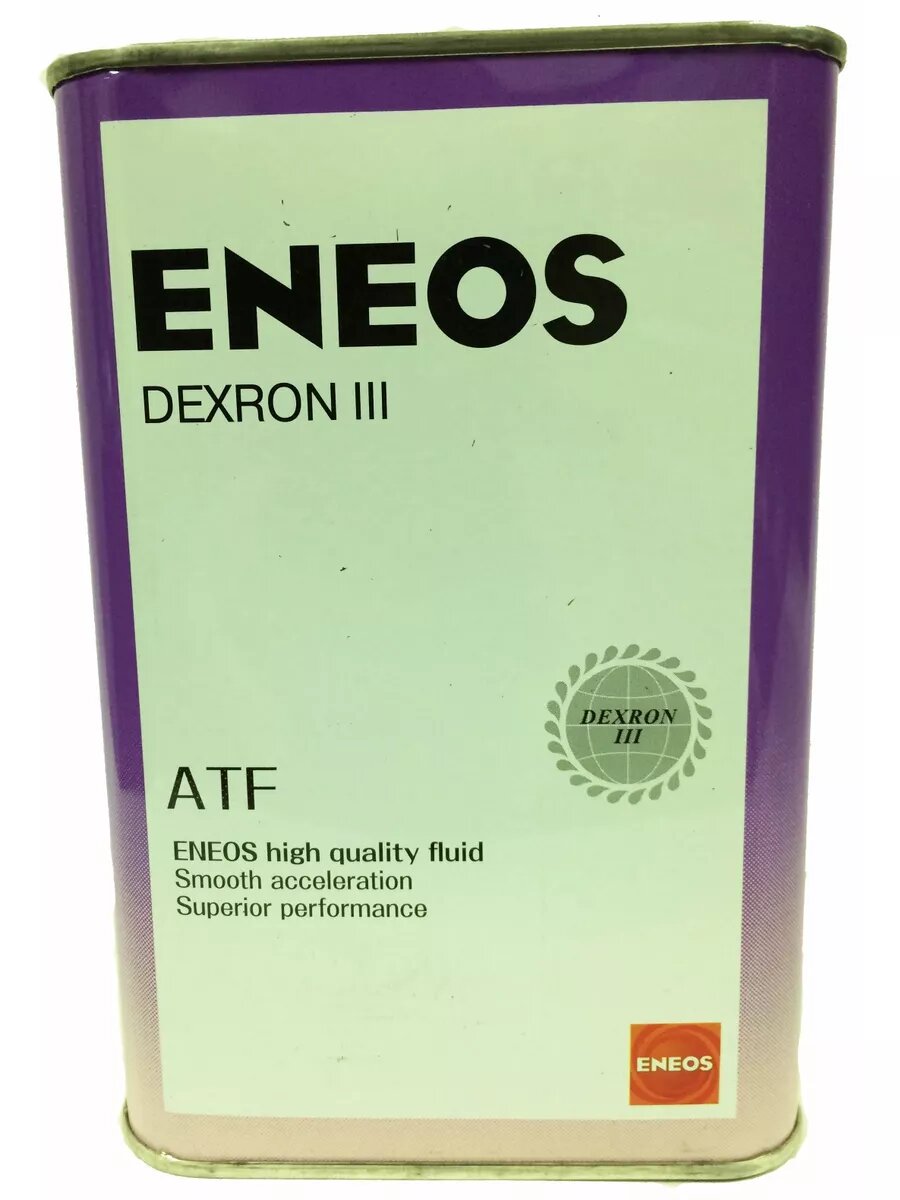 ENEOS
DEXRON III
DEXRON
III
ATF
ENEOS high quality fluid
Smooth acceleration
Superior performance
ENEOS